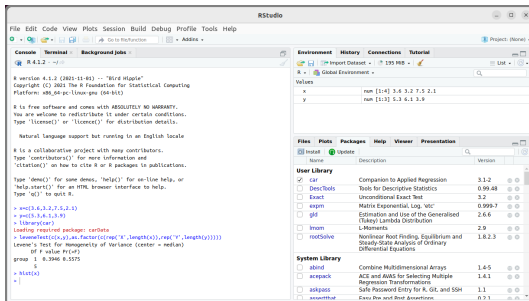 RStudio
File Edit Code View Plots Session Build Debug Profile Tools Help
Go to file/function
Addins
Project: (None)
Console Terminal Background Jobs
R 4.1.2 · ~/
R version 4.1.2 (2021-11-01) -- "Bird Hippie"
Copyright (C) 2021 The R Foundation for Statistical Computing
Platform: x86_64-pc-linux-gnu (64-bit)
R is free software and comes with ABSOLUTELY NO WARRANTY.
You are welcome to redistribute it under certain conditions.
Type 'license()' or 'licence()' for distribution details.
Natural language support but running in an English locale
R is a collaborative project with many contributors.
Type 'contributors()' for more information and
'citation()' on how to cite R or R packages in publications.
Type 'demo()' for some demos, 'help()' for on-line help, or
'help.start()' for an HTML browser interface to help.
Type 'q()' to quit R.
> x=c(3.6,3.2,7.5,2.1)
> y=c(5.3,6.1,3.9)
> library(car)
Loading required package: carData
> leveneTest(c(x,y),as.factor(c(rep('X',length(x)),rep('Y',length(y)))))
Levene's Test for Homogeneity of Variance (center = median)
Df F value Pr(>F)
group 1 0.3946 0.5575
5
> hist(x)
>
Environment History Connections Tutorial
Import Dataset 195 MiB List
R Global Environment
Values
x num [1:4] 3.6 3.2 7.5 2.1
y num [1:3] 5.3 6.1 3.9
Files Plots Packages Help Viewer Presentation
Install Update
Name Description Version
User Library
car Companion to Applied Regression 3.1-2
DescTools Tools for Descriptive Statistics 0.99.48
Exact Unconditional Exact Test 3.2
expm Matrix Exponential, Log, 'etc' 0.999-7
gld Estimation and Use of the Generalised (Tukey) Lambda Distribution 2.6.6
lmom L-Moments 2.9
rootSolve Nonlinear Root Finding, Equilibrium and Steady-State Analysis of Ordinary Differential Equations 1.8.2.3
System Library
abind Combine Multidimensional Arrays 1.4-5
acepack ACE and AVAS for Selecting Multiple Regression Transformations 1.4.1
askpass Safe Password Entry for R, Git, and SSH 1.1
assertthat Easy Pre and Post Assertions 0.2.1